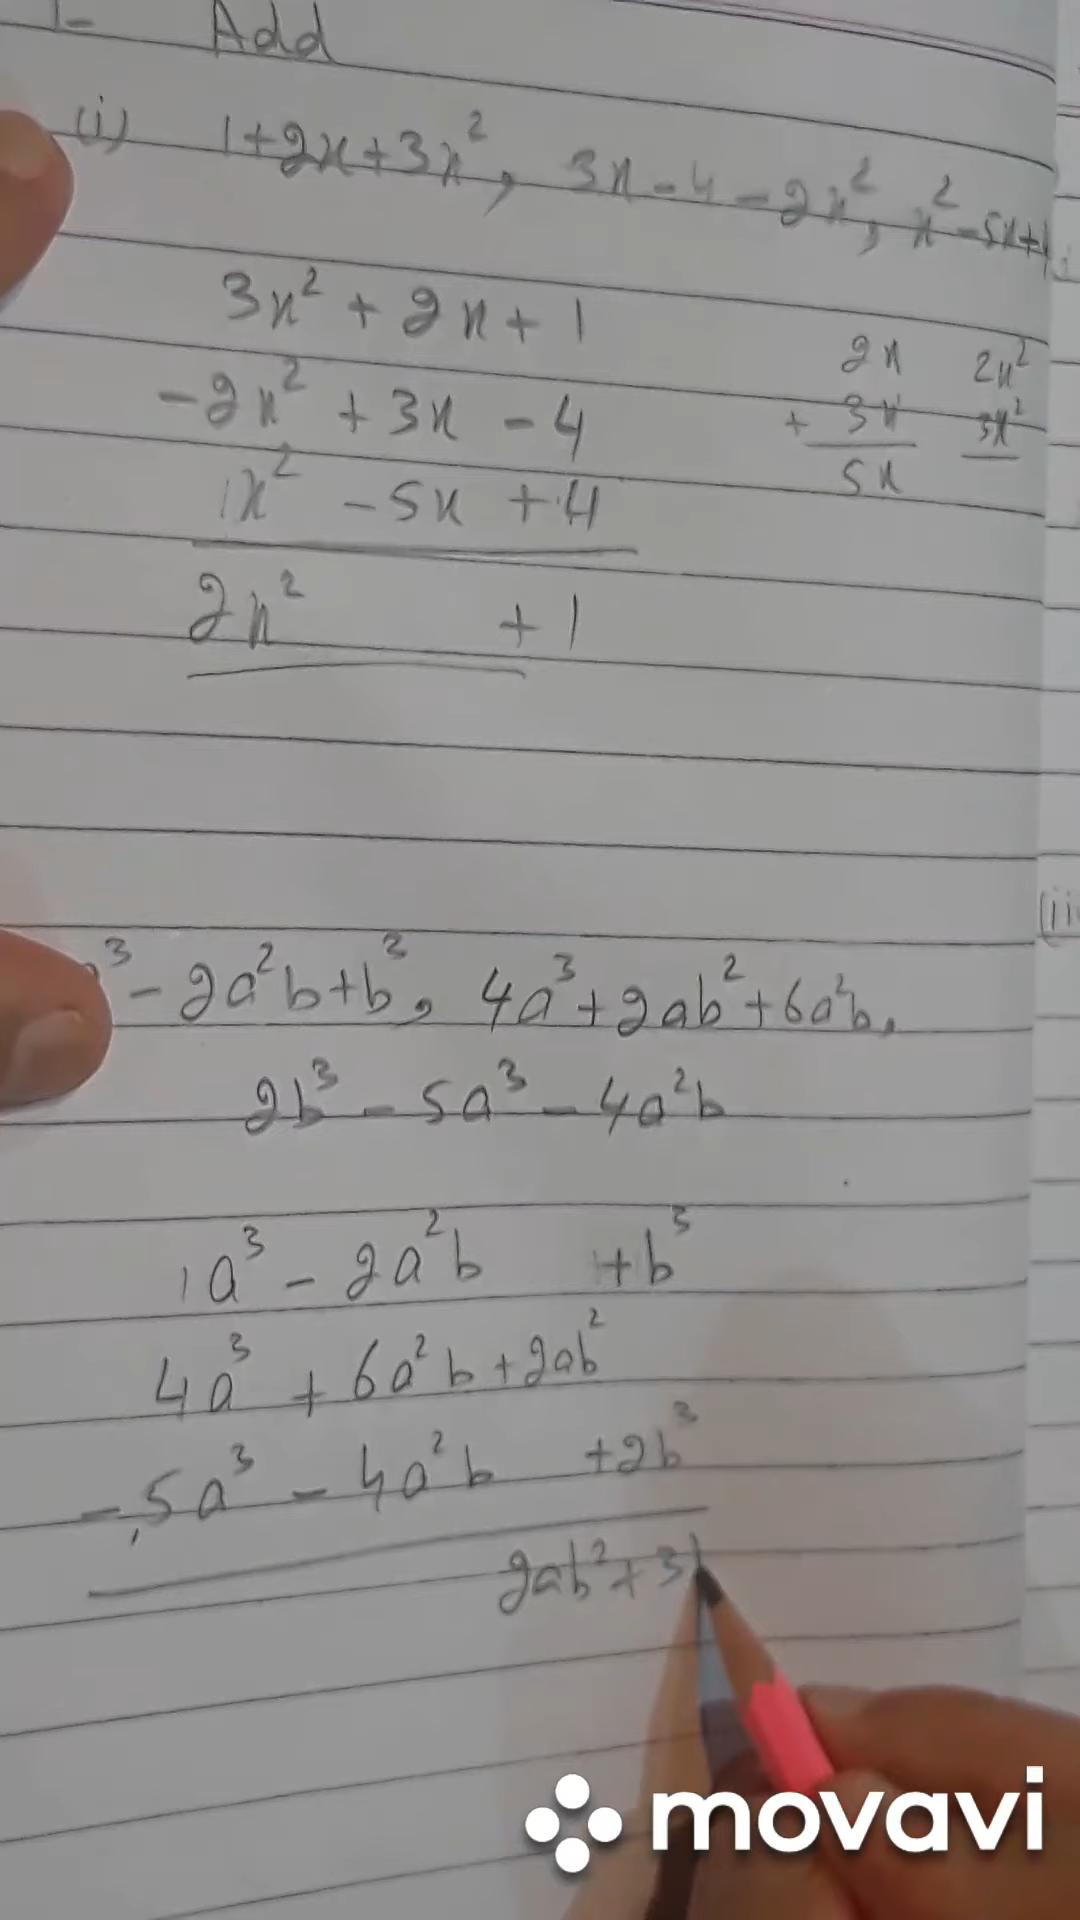 1- Add
(i) 1+2x+3x², 3x-4-2x², x²-5x+4.
3x² + 2x + 1
-2x² + 3x - 4
1x² - 5x + 4
2x² + 1
2x 2x²
+ 3x 3x²
5x
(ii
³ - 2a²b+b³, 4a³+2ab²+6a²b,
2b³ - 5a³ - 4a²b
1a³ - 2a²b +b³
4a³ + 6a²b+2ab²
-5a³ - 4a²b +2b³
2ab²+3b
movavi